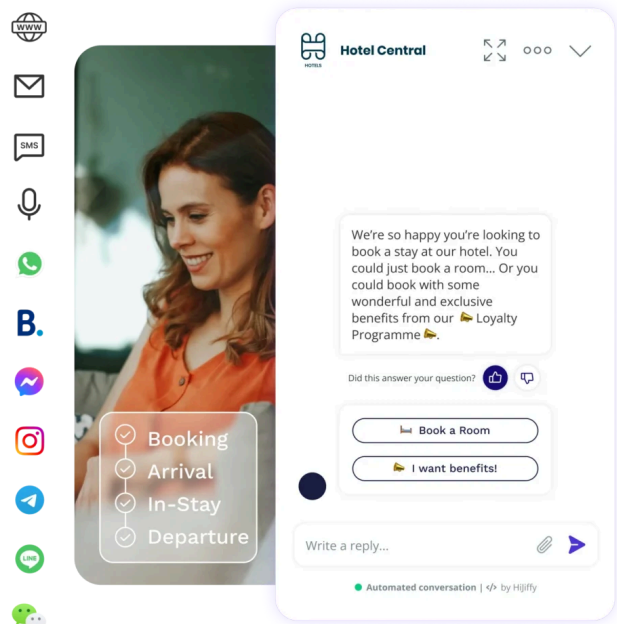 WWW
SMS
B.
LINE
Booking
Arrival
In-Stay
Departure
HOTELS
Hotel Central
We're so happy you're looking to
book a stay at our hotel. You
could just book a room... Or you
could book with some
wonderful and exclusive
benefits from our 📣 Loyalty
Programme 📣.
Did this answer your question?
🛏️ Book a Room
📣 I want benefits!
Write a reply...
Automated conversation | </> by HiJiffy